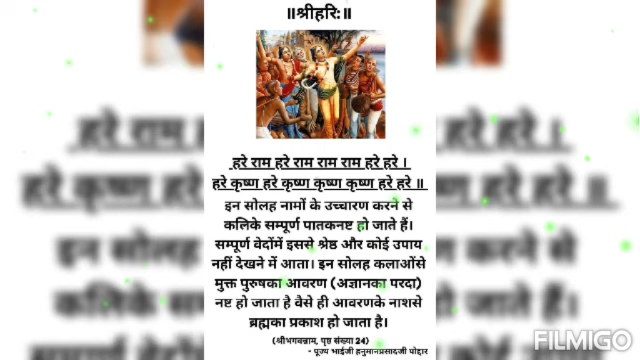 ॥श्रीहरि:॥
हरे राम हरे राम राम राम हरे हरे ।
हरे कृष्ण हरे कृष्ण कृष्ण कृष्ण हरे हरे ॥
इन सोलह नामों के उच्चारण करने से
कलिके सम्पूर्ण पातकनष्ट हो जाते हैं।
सम्पूर्ण वेदोंमें इससे श्रेष्ठ और कोई उपाय
नहीं देखने में आता। इन सोलह कलाओंसे
मुक्त पुरुषका आवरण (अज्ञानका परदा)
नष्ट हो जाता है वैसे ही आवरणके नाशसे
ब्रह्मका प्रकाश हो जाता है।
(श्रीभगवन्नाम, पृष्ठ संख्या 24)
- पूज्य भाईजी हनुमानप्रसादजी पोद्दार
FILMIGO